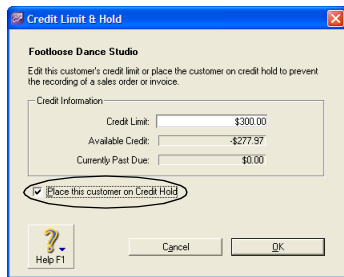 Credit Limit & Hold
Footloose Dance Studio
Edit this customer's credit limit or place the customer on credit hold to prevent
the recording of a sales order or invoice.
Credit Information
Credit Limit: $300.00
Available Credit: -$277.97
Currently Past Due: $0.00
Place this customer on Credit Hold
Help F1
Cancel
OK